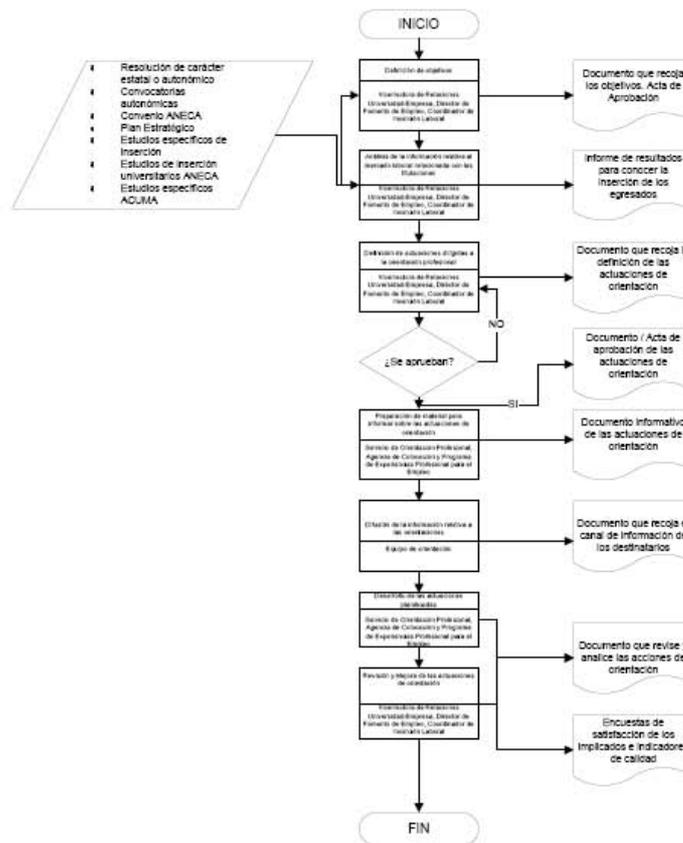 INICIO
Resolución de carácter
estatal o autonómico
Convocatorias
autonómicas
Convenio ANECA
Plan Estratégico
Estudios específicos de
inserción
Estudios de inserción
universitarios ANECA
Estudios específicos
ACUMA
Definición de objetivos
Vicerrectora de Relaciones
Universidad Empresa, Director de
Fomento de Empleo, Coordinador de
Inserción Laboral
Documento que recoja
los objetivos. Acta de
Aprobación
Análisis de la información relativa al
mercado laboral relacionada con las
titulaciones
Vicerrectora de Relaciones
Universidad Empresa, Director de
Fomento de Empleo, Coordinador de
Inserción Laboral
Informe de resultados
para conocer la
inserción de los
egresados
Definición de actuaciones dirigidas a
la orientación profesional
Vicerrectora de Relaciones
Universidad Empresa, Director de
Fomento de Empleo, Coordinador de
Inserción Laboral
Documento que recoja l
definición de las
actuaciones de
orientación
NO
¿Se aprueban?
Documento / Acta de
aprobación de las
actuaciones de
orientación
SI
Preparación de material para
informar sobre las actuaciones de
orientación
Servicio de Orientación Profesional,
Agencia de Colocación y Programa
de Experiencias Profesional para el
Empleo
Documento informativo
de las actuaciones de
orientación
Difusión de la información relativa a
las orientaciones
Equipo de orientación
Documento que recoja e
canal de información de
los destinatarios
Desarrollo de las actuaciones
planificadas
Servicio de Orientación Profesional,
Agencia de Colocación y Programa
de Experiencias Profesional para el
Empleo
Documento que revise y
analice las acciones de
orientación
Revisión y Mejora de las actuaciones
de orientación
Vicerrectora de Relaciones
Universidad Empresa, Director de
Fomento de Empleo, Coordinador de
Inserción Laboral
Encuestas de
satisfacción de los
implicados e indicadore
de calidad
FIN